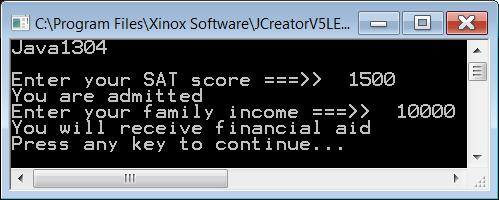 C:\Program Files\Xinox Software\JCreatorV5LE...
Java1304
Enter your SAT score ===>>  1500
You are admitted
Enter your family income ===>>  10000
You will receive financial aid
Press any key to continue...